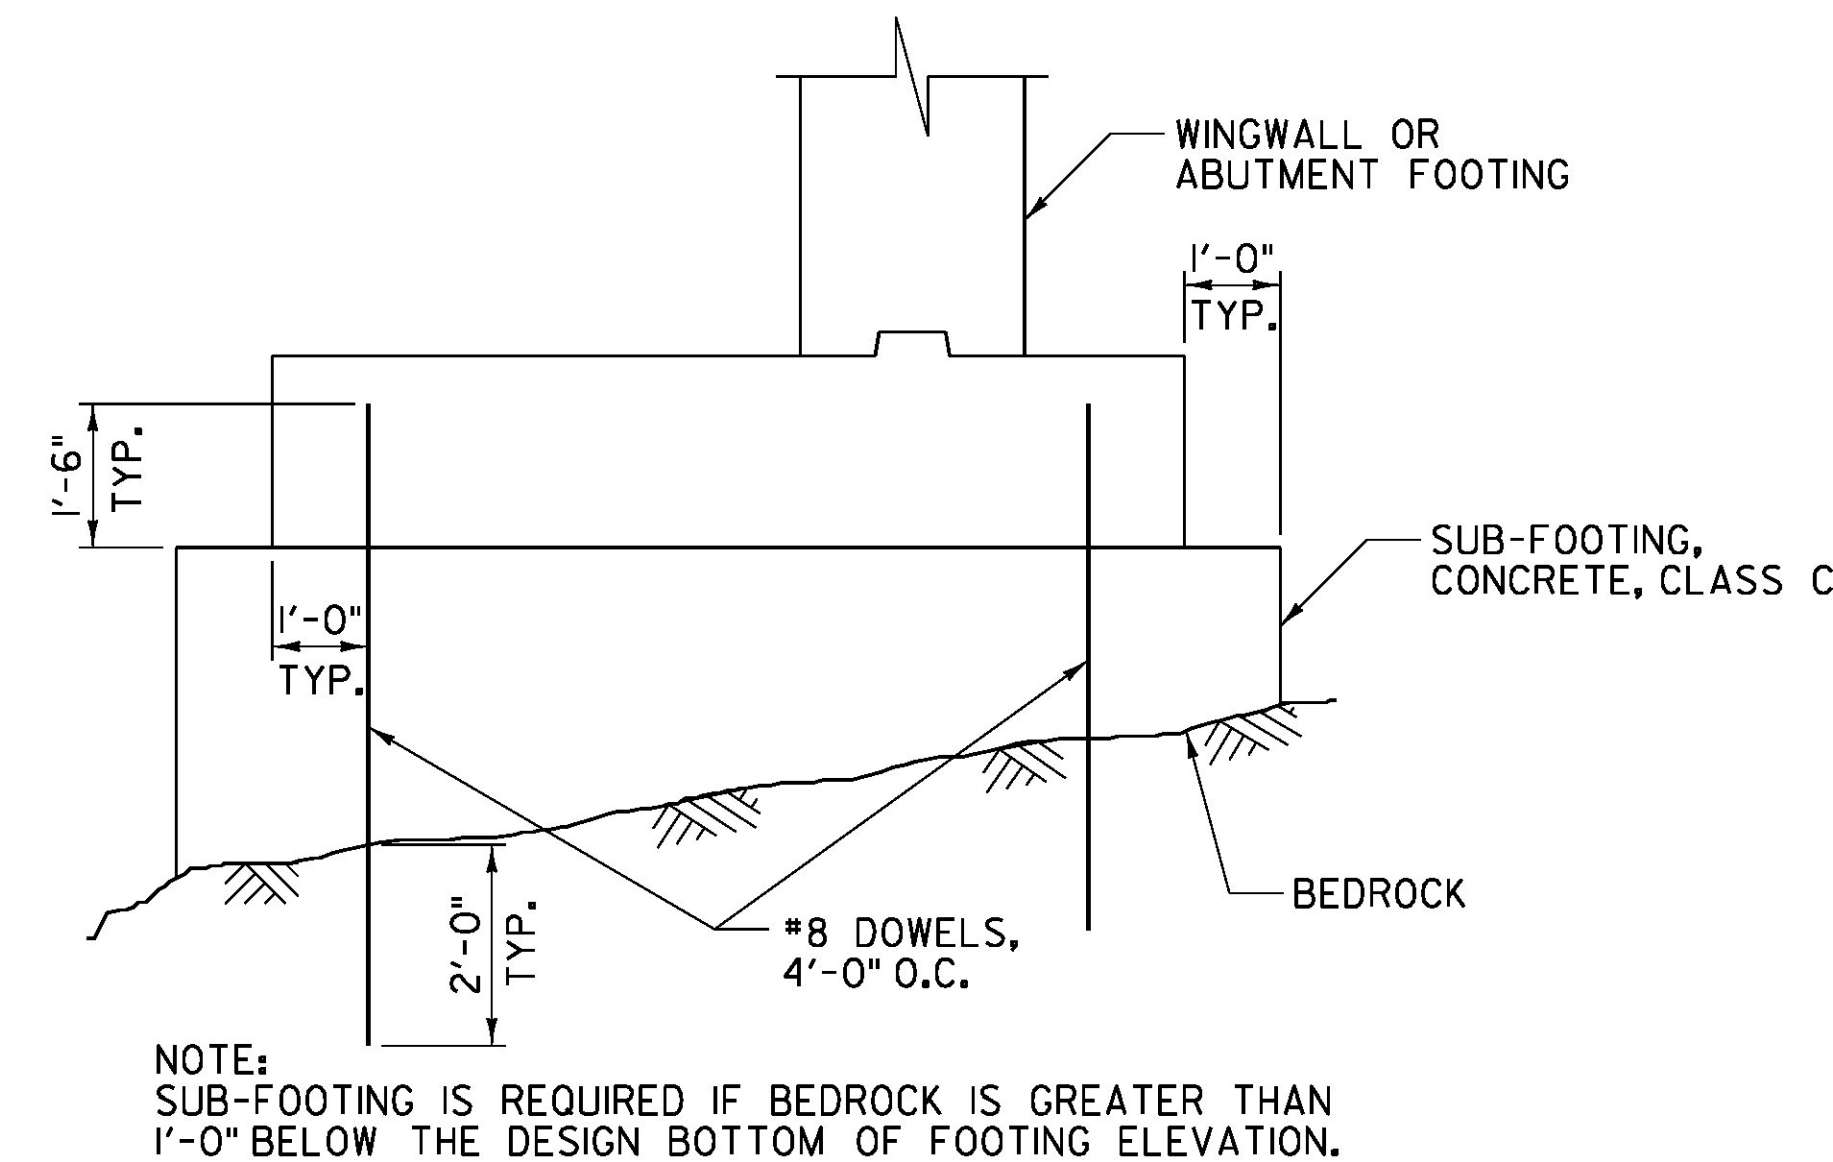 WINGWALL OR
ABUTMENT FOOTING
1'-0"
TYP.
1'-6"
TYP.
SUB-FOOTING,
CONCRETE, CLASS C
1'-0"
TYP.
BEDROCK
2'-0"
TYP.
#8 DOWELS,
4'-0" O.C.
NOTE:
SUB-FOOTING IS REQUIRED IF BEDROCK IS GREATER THAN
1'-0" BELOW THE DESIGN BOTTOM OF FOOTING ELEVATION.